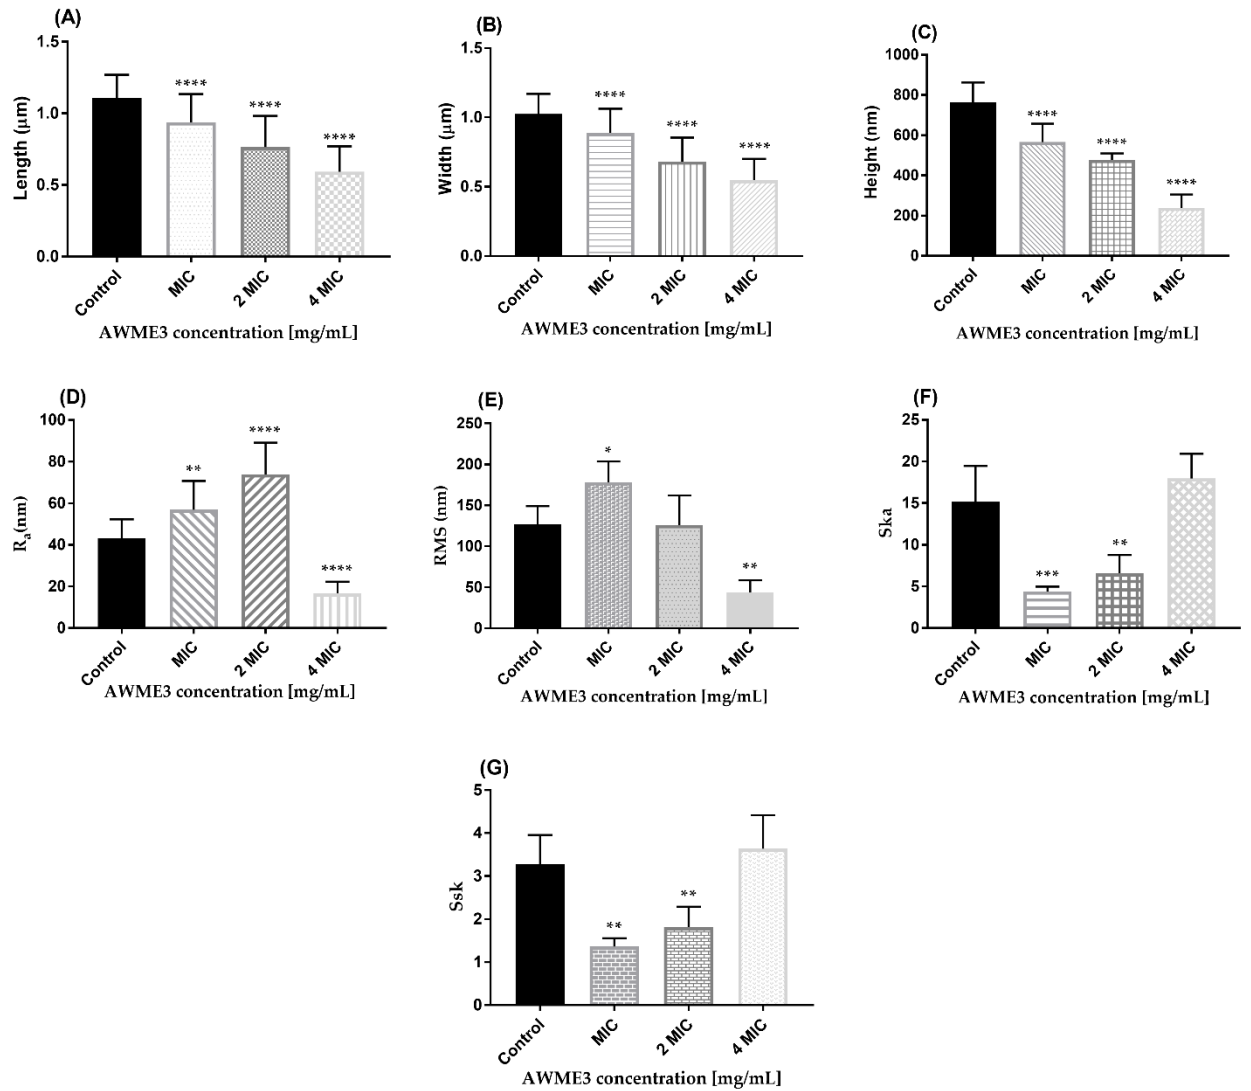 (A)
1.5
1.0
0.5
0.0
Length (μm)
****
****
****
Control
MIC
2 MIC
4 MIC
AWME3 concentration [mg/mL]
(B)
1.5
1.0
0.5
0.0
Width (μm)
****
****
****
Control
MIC
2 MIC
4 MIC
AWME3 concentration [mg/mL]
(C)
1000
800
600
400
200
0
Height (nm)
****
****
****
Control
MIC
2 MIC
4 MIC
AWME3 concentration [mg/mL]
(D)
100
80
60
40
20
0
Ra(nm)
**
****
****
Control
MIC
2 MIC
4 MIC
AWME3 concentration [mg/mL]
(E)
250
200
150
100
50
0
RMS (nm)
*
**
Control
MIC
2 MIC
4 MIC
AWME3 concentration [mg/mL]
(F)
25
20
15
10
5
0
Ska
***
**
Control
MIC
2 MIC
4 MIC
AWME3 concentration [mg/mL]
(G)
5
4
3
2
1
0
Ssk
**
**
Control
MIC
2 MIC
4 MIC
AWME3 concentration [mg/mL]